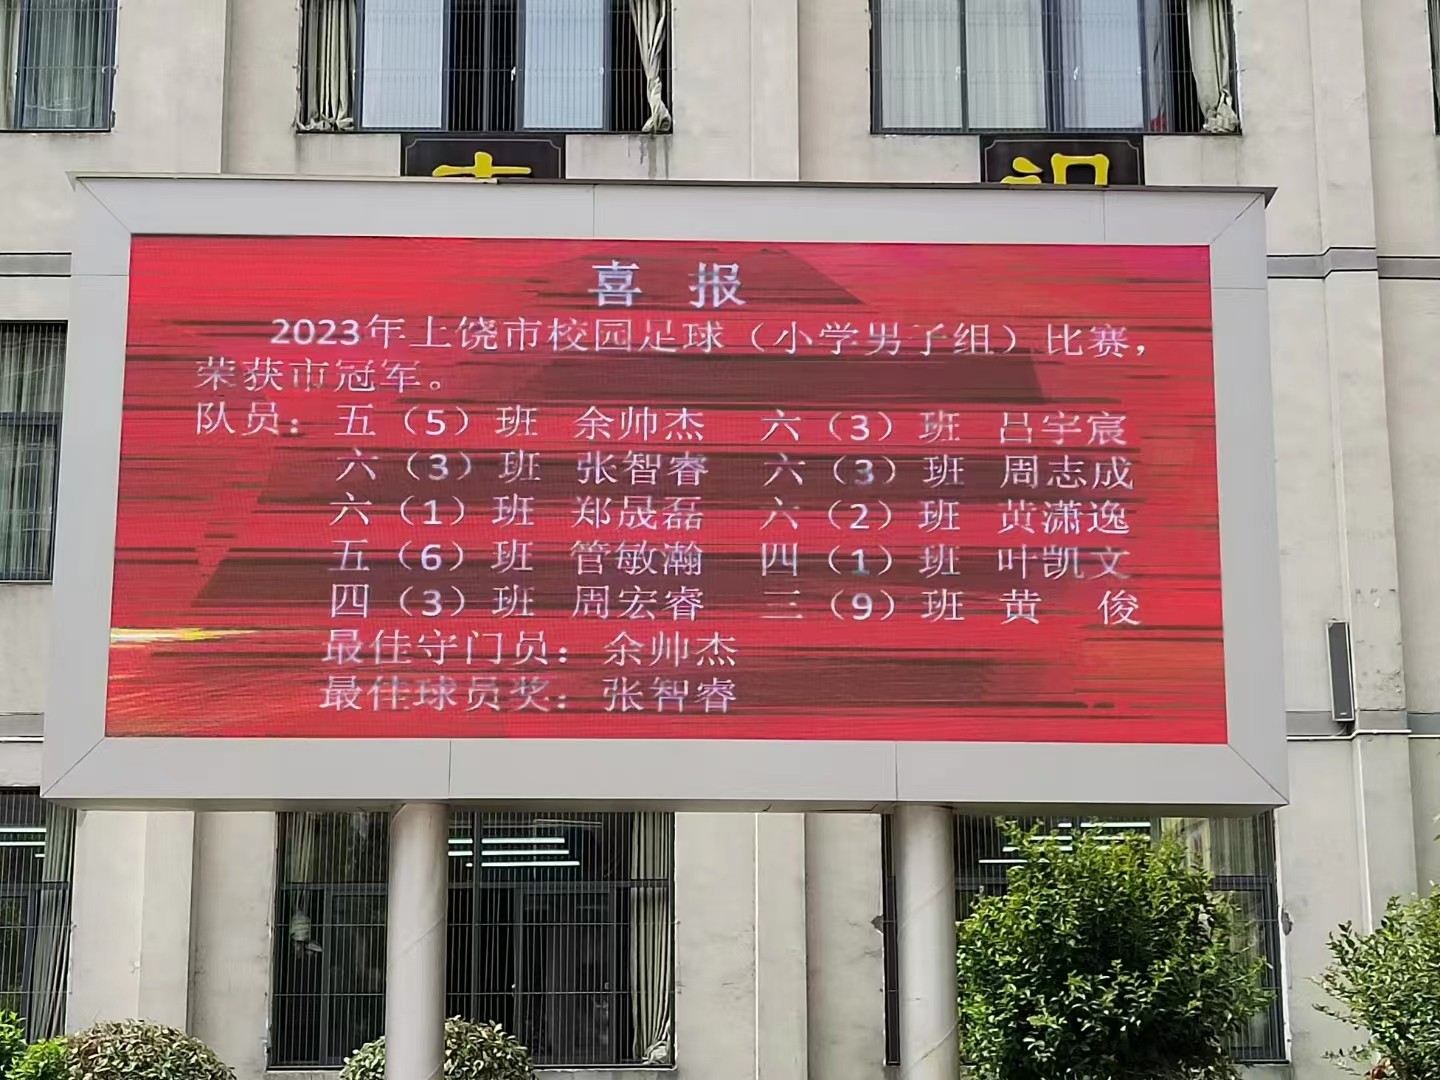 喜 报
2023年上饶市校园足球（小学男子组）比赛，
荣获市冠军。
队员：五（5）班 余帅杰 六（3）班 吕宇宸
六（3）班 张智睿 六（3）班 周志成
六（1）班 郑晟磊 六（2）班 黄潇逸
五（6）班 管敏瀚 四（1）班 叶凯文
四（3）班 周宏睿 三（9）班 黄 俊
最佳守门员：余帅杰
最佳球员奖：张智睿